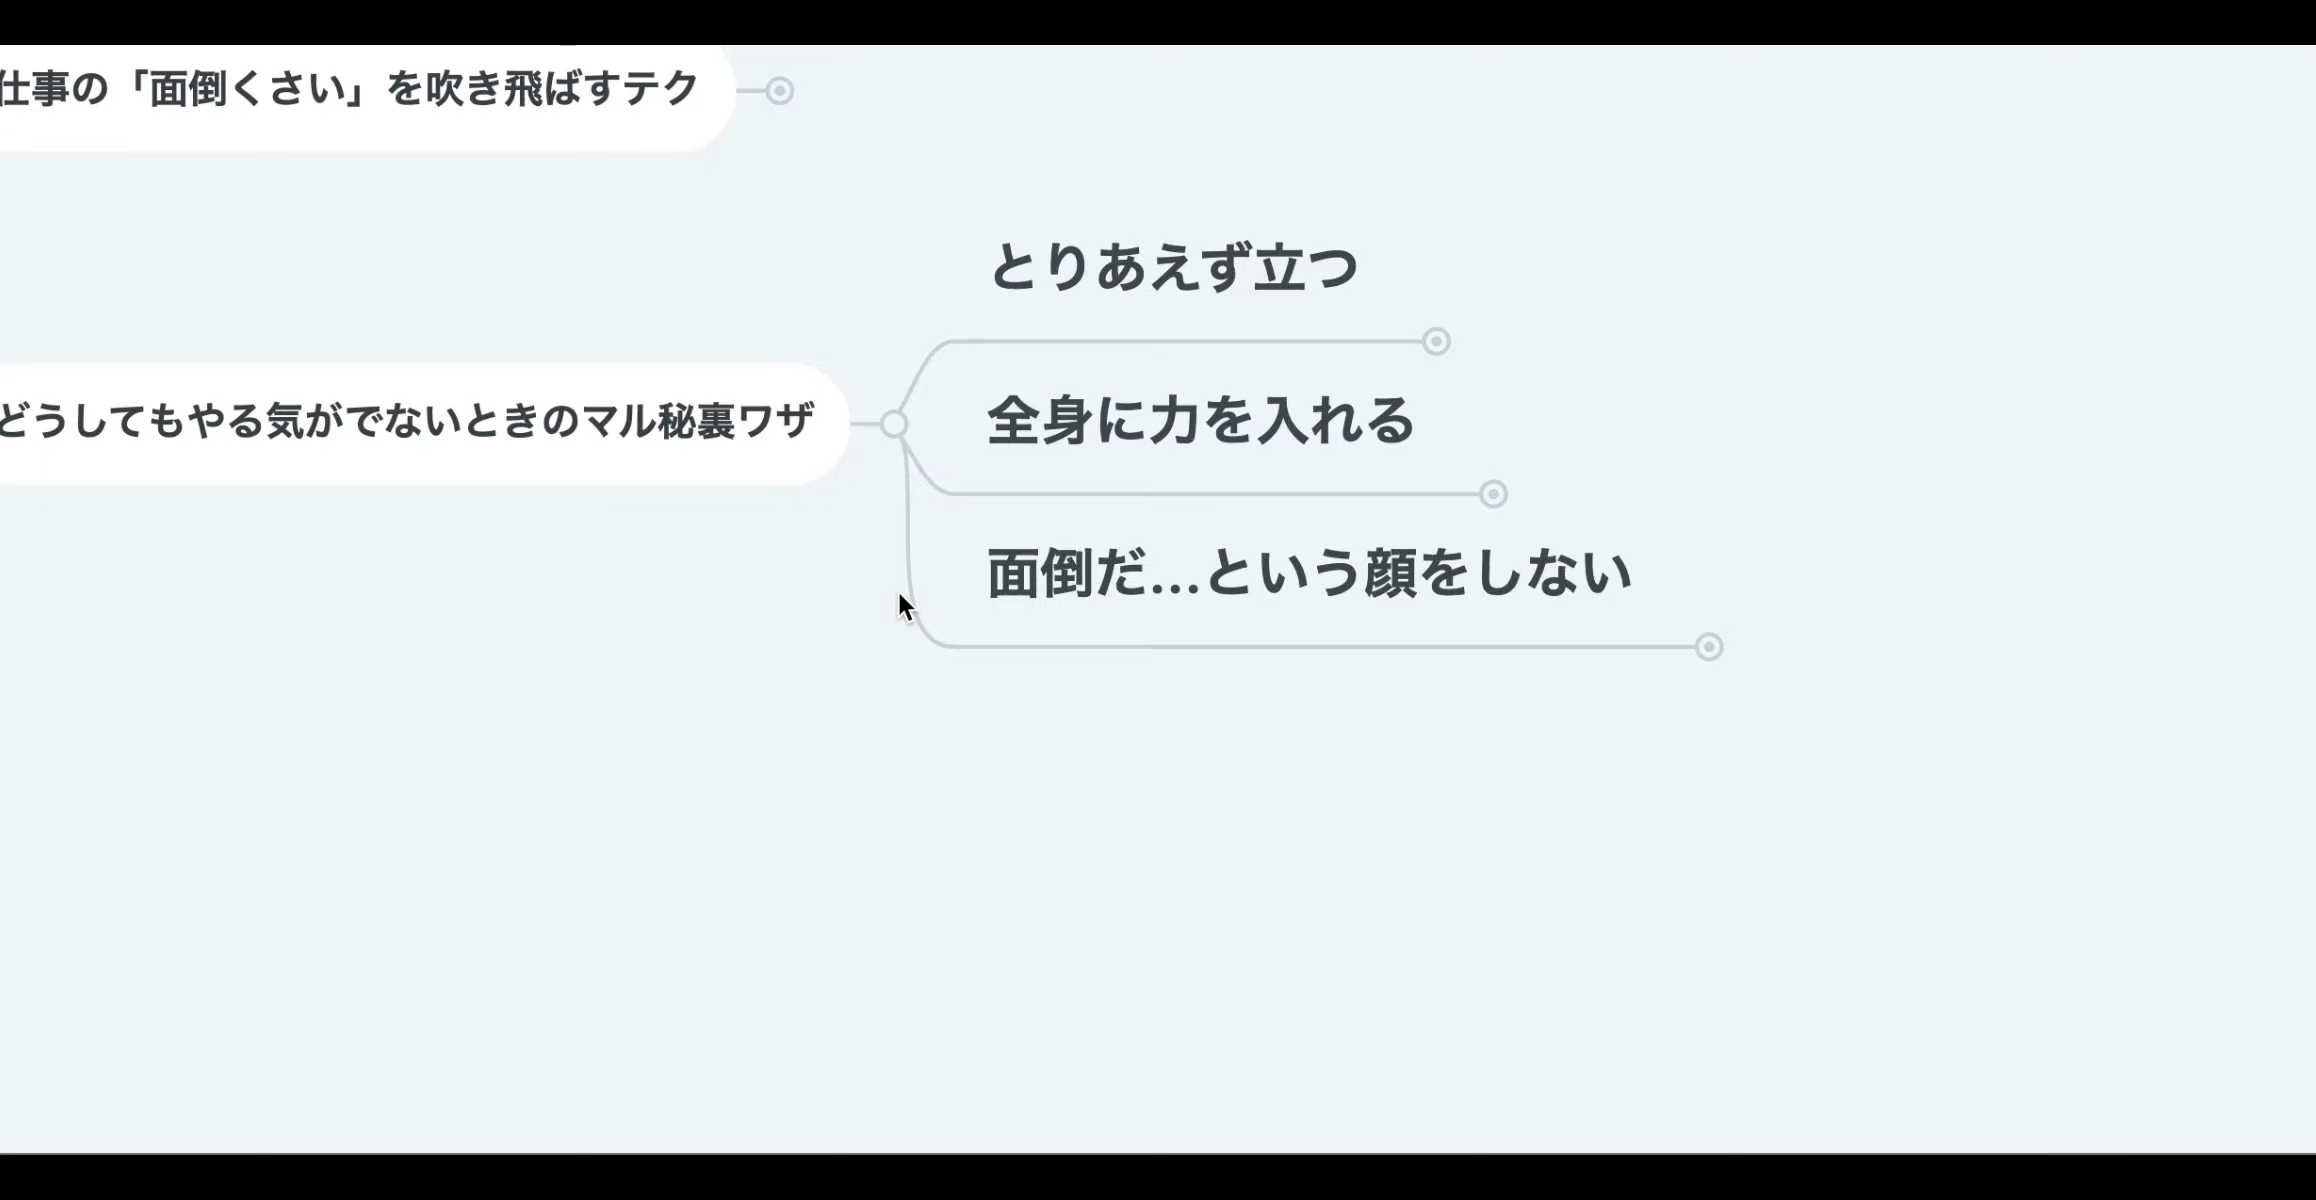 仕事の「面倒くさい」を吹き飛ばすテク
とりあえず立つ
どうしてもやる気がでないときのマル秘裏ワザ
全身に力を入れる
面倒だ...という顔をしない